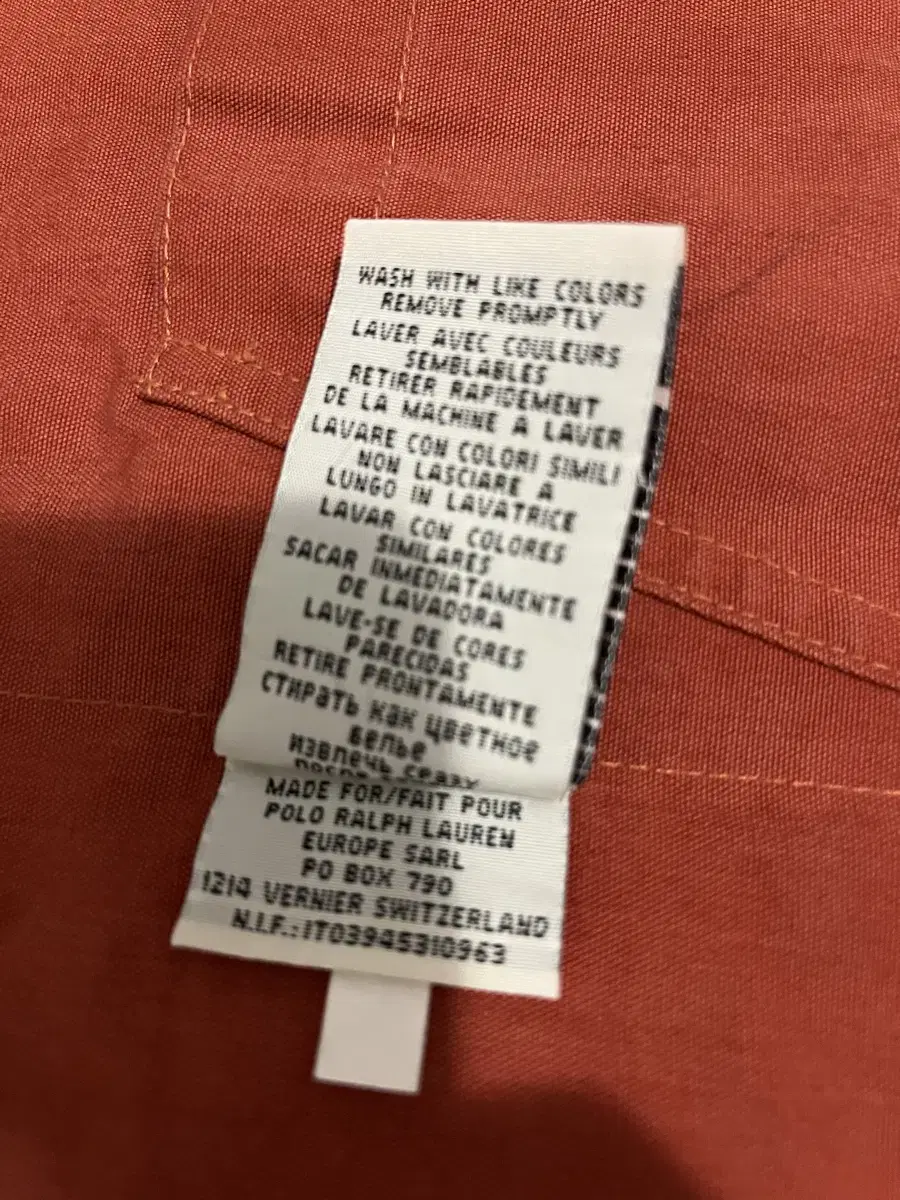 WASH WITH LIKE COLORS
REMOVE PROMPTLY
LAVER AVEC COULEURS
SEMBLABLES
RETIRER RAPIDEMENT
DE LA MACHINE A LAVER
LAVARE CON COLORI SIMILI
NON LASCIARE A
LUNGO IN LAVATRICE
LAVAR CON COLORES
SIMILARES
SACAR INMEDIATAMENTE
DE LAVADORA
LAVE-SE DE CORES
PARECIDAS
RETIRE PRONTAMENTE
СТИРАТЬ КАК ЦВЕТНОЕ
БЕЛЬЕ
ИЗВЛЕЧЬ СРАЗУ
MADE FOR/FAIT POUR
POLO RALPH LAUREN
EUROPE SARL
PO BOX 790
1214 VERNIER SWITZERLAND
N.I.F.:IT03945310963